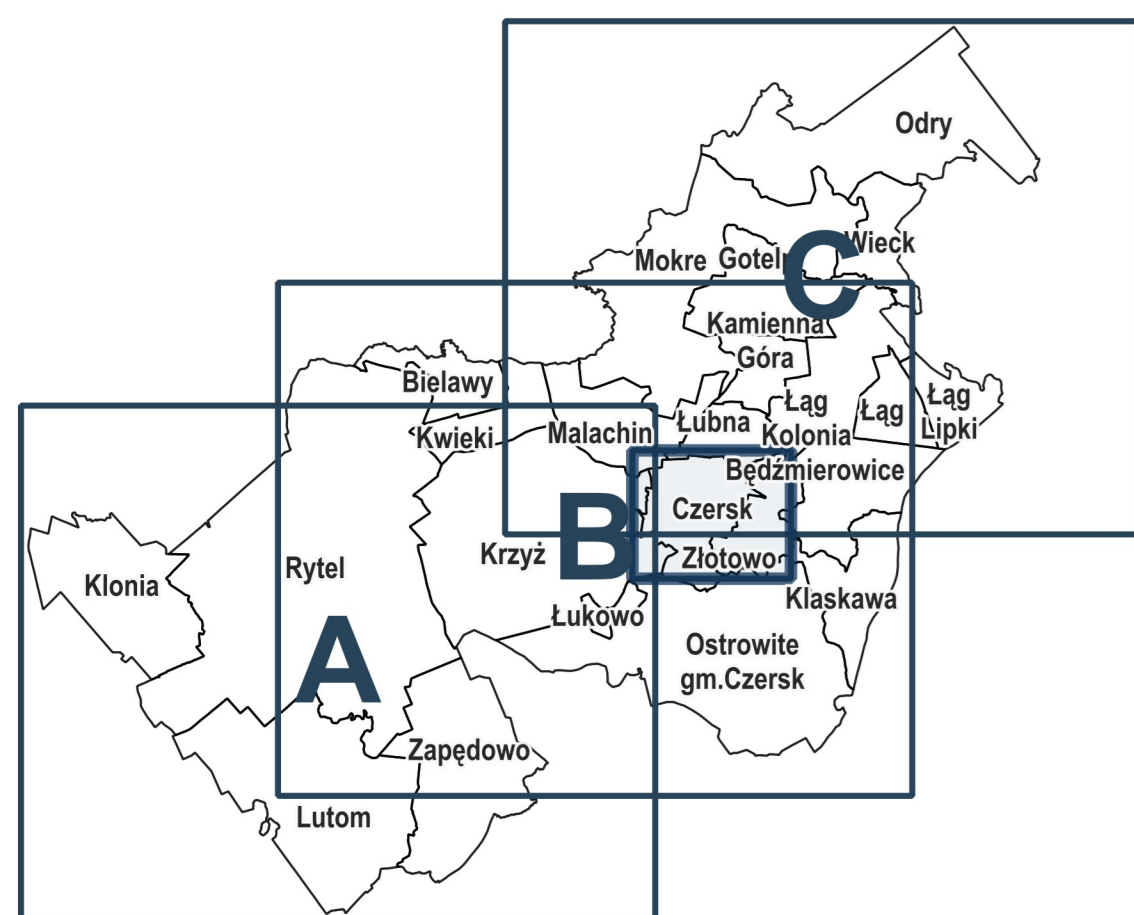 Odry
Wieck
Mokre
Gotelp
C
Kamienna
Góra
Bielawy
Łąg
Lipki
Łąg
Łąg
Kolonia
Łubna
Kwieki
Malachin
Będźmierowice
Czersk
B
Krzyż
Złotowo
Rytel
Klonia
Klaskawa
Łukowo
Ostrowite
gm.Czersk
A
Zapędowo
Lutom